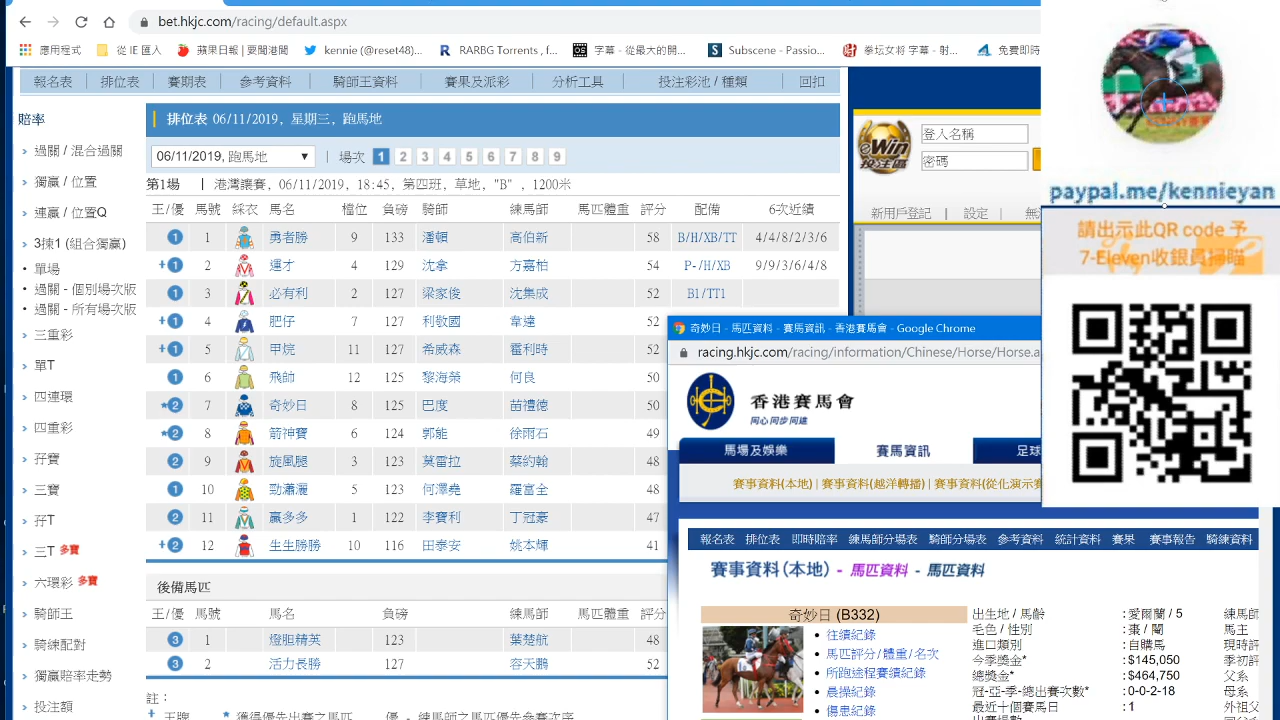 bet.hkjc.com/racing/default.aspx
應用程式 從 IE 匯入 蘋果日報 | 要聞港聞 kennie (@reset48)... RARBG Torrents , f... 字幕 - 從最大的開... Subscene - Passio... 拳坛女将 字幕 - 射... 免費即時
報名表 排位表 賽期表 參考資料 騎師王資料 賽果及派彩 分析工具 投注彩池 / 種類 回扣
賠率
過關 / 混合過關
獨贏 / 位置
連贏 / 位置Q
3揀1 (組合獨贏)
單場
過關 - 個別場次版
過關 - 所有場次版
三重彩
單T
四連環
四重彩
孖寶
三寶
孖T
三T 多寶
六環彩 多寶
騎師王
騎練配對
獨贏賠率走勢
投注額
排位表 06/11/2019, 星期三, 跑馬地
06/11/2019, 跑馬地 ▼ | 場次 1 2 3 4 5 6 7 8 9
第1場 | 港灣讓賽, 06/11/2019, 18:45, 第四班, 草地, "B" , 1200米
王/優 馬號 綵衣 馬名 檔位 負磅 騎師 練馬師 馬匹體重 評分 配備 6次近績
1 1 勇者勝 9 133 潘頓 高伯新 58 B/H/XB/TT 4/4/8/2/3/6
+1 2 運才 4 129 沈拿 方嘉柏 54 P-/H/XB 9/9/3/6/4/8
1 3 必有利 2 127 梁家俊 沈集成 52 B1/TT1
+1 4 肥仔 7 127 利敬國 韋達 52
+1 5 甲烷 11 127 希威森 霍利時 52
1 6 飛師 12 125 黎海榮 何良 50
★2 7 奇妙日 8 125 巴度 苗禮德 50
★2 8 箭神寶 6 124 郭能 徐雨石 49
2 9 旋風腿 3 123 莫雷拉 蔡約翰 48
1 10 勁瀟灑 5 123 何澤堯 羅富全 48
2 11 贏多多 1 122 李寶利 丁冠豪 47
+2 12 生生勝勝 10 116 田泰安 姚本輝 41
後備馬匹
王/優 馬號 馬名 負磅 練馬師 馬匹體重 評分
3 1 燈胆精英 123 葉楚航 48
3 2 活力長勝 127 容天鵬 52
註：
+ 王牌 ★ 獲得優先出賽之馬匹 優 - 練馬師之馬匹優先參賽次序
eWin
投注區
登入名稱
密碼
新用戶登記 | 設定 |
paypal.me/kennieyan
請出示此QR code 予
7-Eleven收銀員掃瞄
奇妙日 - 馬匹資料 - 賽馬資訊 - 香港賽馬會 - Google Chrome
racing.hkjc.com/racing/information/Chinese/Horse/Horse.a
香港賽馬會
同心同步同進
馬場及娛樂 賽馬資訊 足球
賽事資料(本地) | 賽事資料(越洋轉播) | 賽事資料(從化演示賽
報名表 排位表 即時賠率 練馬師分場表 騎師分場表 參考資料 統計資料 賽果 賽事報告 騎練資料
賽事資料(本地) - 馬匹資料 - 馬匹資料
奇妙日 (B332)
往績紀錄
馬匹評分/體重/名次
所跑途程賽績紀錄
晨操紀錄
傷患紀錄
出生地 / 馬齡 : 愛爾蘭 / 5 練馬師
毛色 / 性別 : 棗 / 閹 馬主
進口類別 : 自購馬 現時評
今季獎金* : $145,050 季初評
總獎金* : $464,750 父系
冠-亞-季-總出賽次數* : 0-0-2-18 母系
最近十個賽馬日 : 1 外祖父